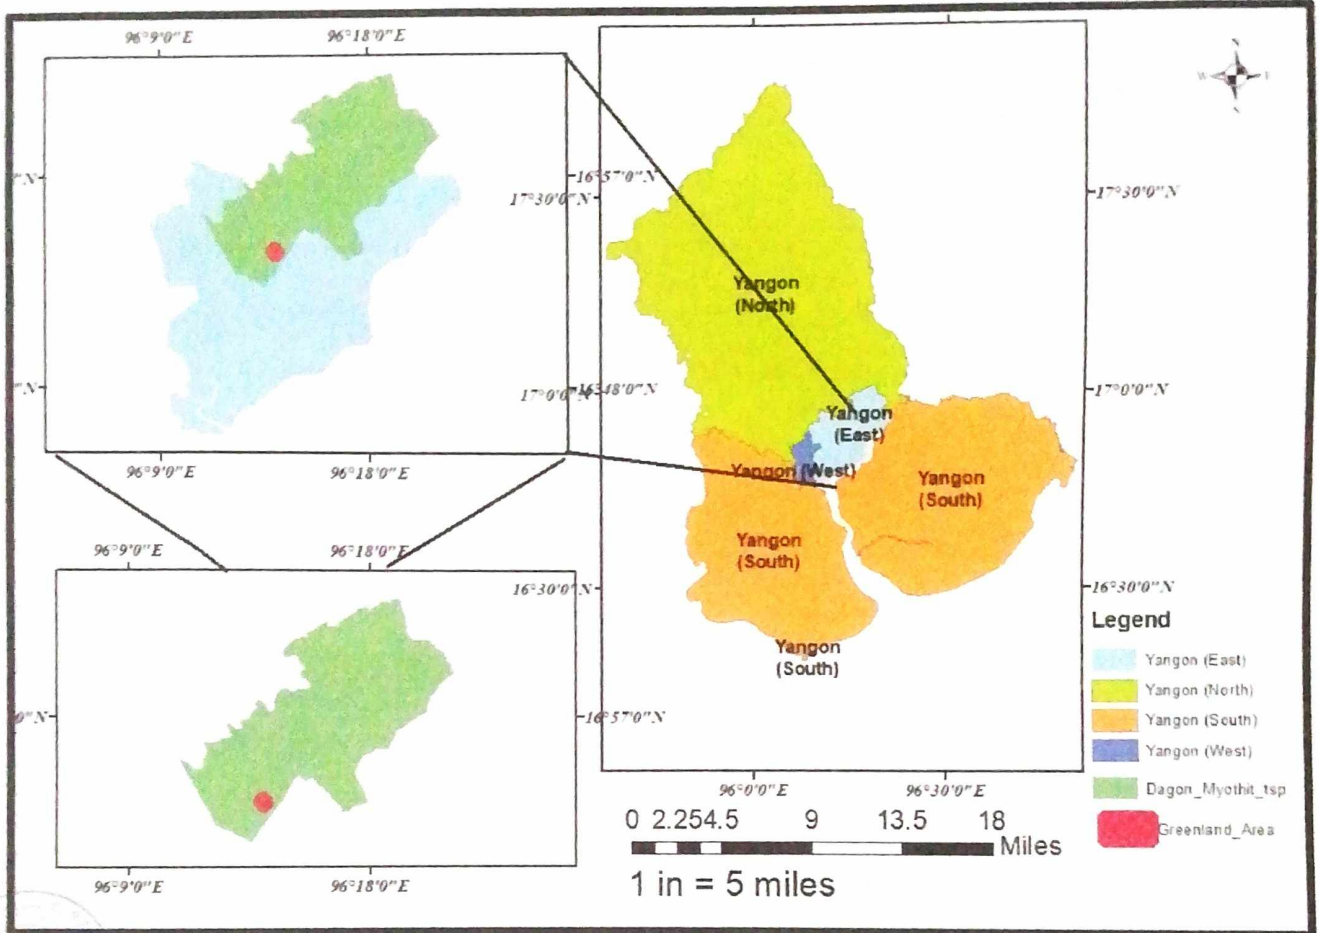 96°9'0"E
96°18'0"E
N
W
E
"N
16°57'0"N
17°30'0"N
17°30'0"N
Yangon
(North)
"N
17°0'0"N
16°48'0"N
17°0'0"N
Yangon
(East)
96°9'0"E
96°18'0"E
Yangon (West)
Yangon
(South)
Yangon
(South)
96°9'0"E
96°18'0"E
16°30'0"N
16°30'0"N
Yangon
(South)
0"N
16°57'0"N
96°0'0"E
96°30'0"E
96°9'0"E
96°18'0"E
Legend
Yangon (East)
Yangon (North)
Yangon (South)
Yangon (West)
Dagon_Myothit_tsp
Greenland_Area
0 2.254.5 9 13.5 18
Miles
1 in = 5 miles